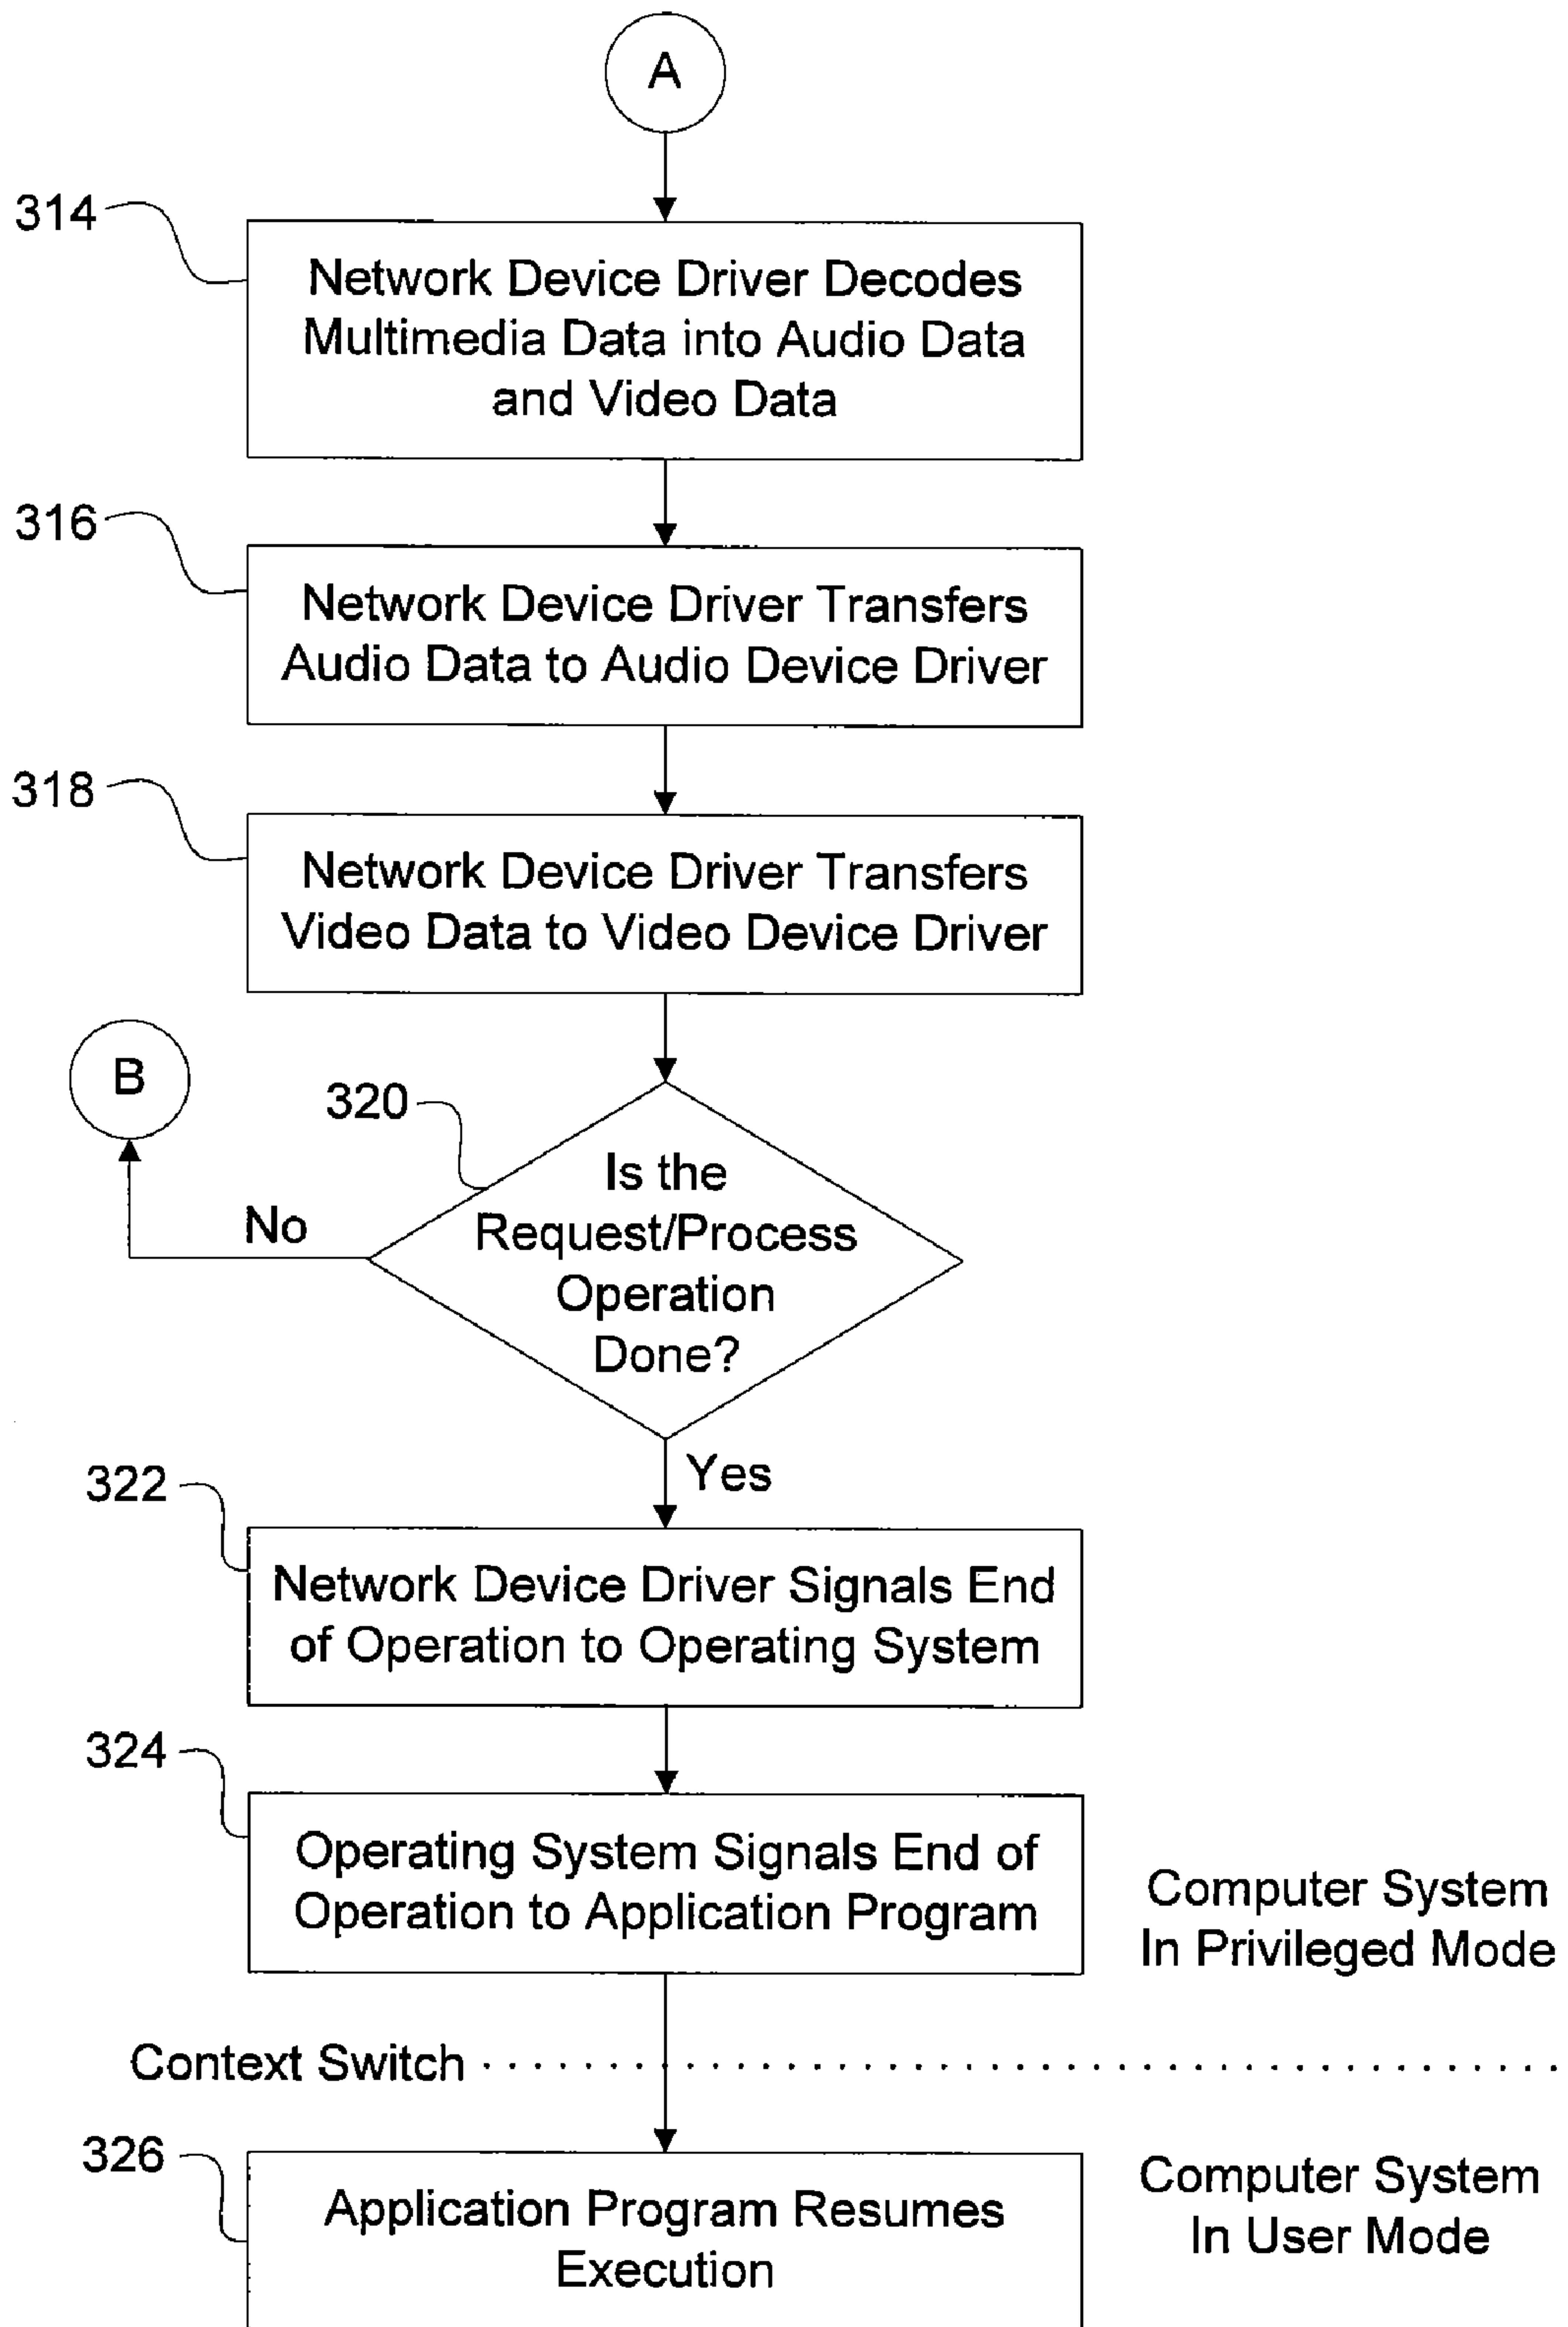 A
314
Network Device Driver Decodes
Multimedia Data into Audio Data
and Video Data
316
Network Device Driver Transfers
Audio Data to Audio Device Driver
318
Network Device Driver Transfers
Video Data to Video Device Driver
B
320
Is the
Request/Process
Operation
Done?
No
Yes
322
Network Device Driver Signals End
of Operation to Operating System
324
Operating System Signals End of
Operation to Application Program
Computer System
In Privileged Mode
Context Switch
326
Application Program Resumes
Execution
Computer System
In User Mode